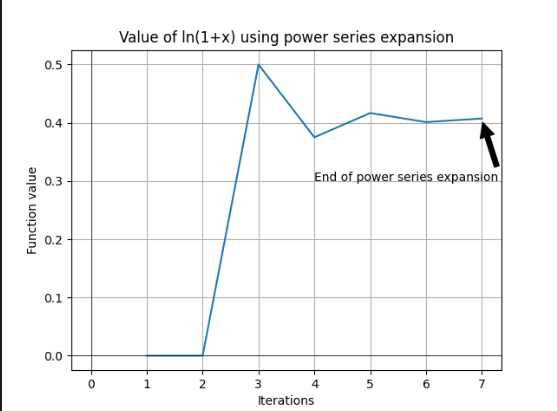 Value of ln(1+x) using power series expansion
0.5
0.4
0.3
0.2
0.1
0.0
Function value
End of power series expansion
0 1 2 3 4 5 6 7
Iterations